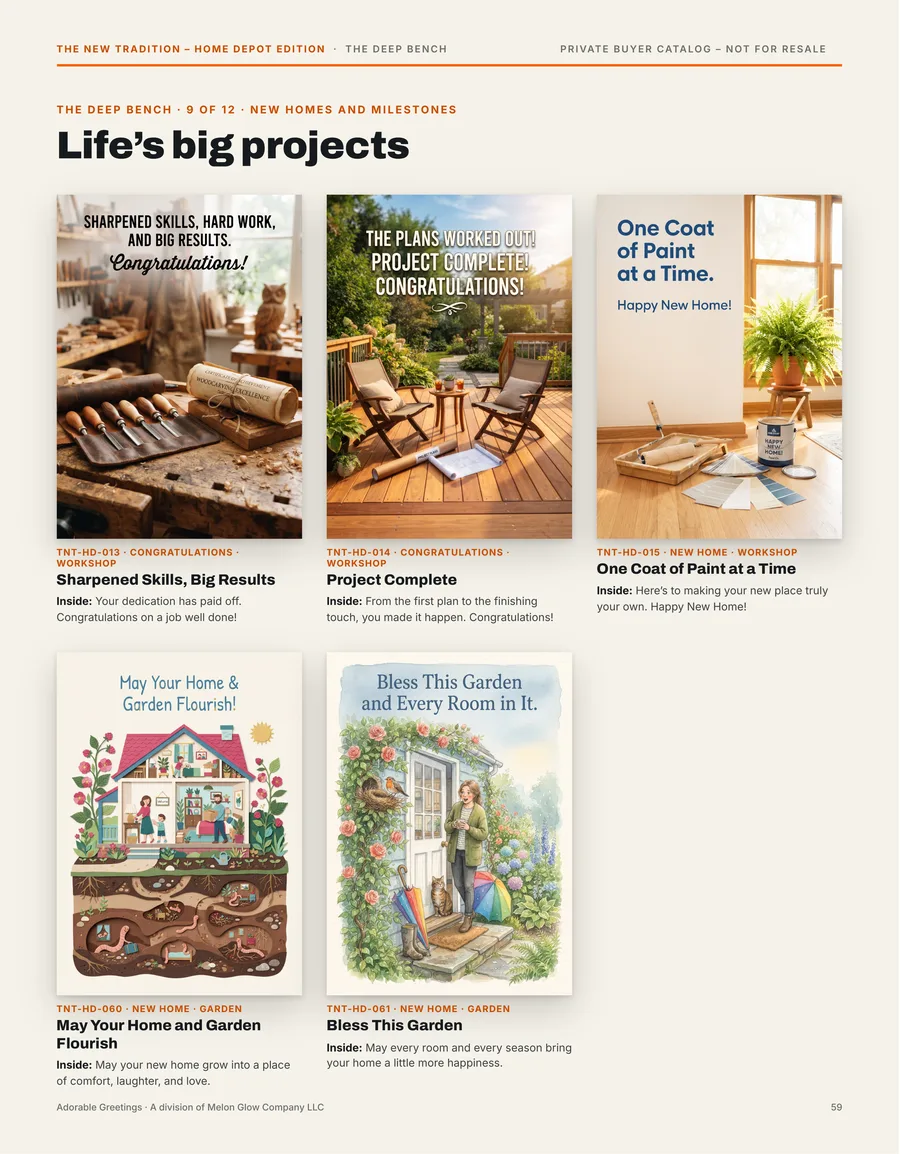 THE NEW TRADITION – HOME DEPOT EDITION · THE DEEP BENCH
PRIVATE BUYER CATALOG – NOT FOR RESALE
THE DEEP BENCH · 9 OF 12 · NEW HOMES AND MILESTONES
Life’s big projects
SHARPENED SKILLS, HARD WORK,
AND BIG RESULTS.
Congratulations!
WOODCARVING EXCELLENCE
THE PLANS WORKED OUT!
PROJECT COMPLETE!
CONGRATULATIONS!
One Coat
of Paint
at a Time.
Happy New Home!
HAPPY
NEW
HOME!
TNT-HD-013 · CONGRATULATIONS ·
WORKSHOP
Sharpened Skills, Big Results
Inside: Your dedication has paid off.
Congratulations on a job well done!
TNT-HD-014 · CONGRATULATIONS ·
WORKSHOP
Project Complete
Inside: From the first plan to the finishing
touch, you made it happen. Congratulations!
TNT-HD-015 · NEW HOME · WORKSHOP
One Coat of Paint at a Time
Inside: Here’s to making your new place truly
your own. Happy New Home!
May Your Home &
Garden Flourish!
Bless This Garden
and Every Room in It.
TNT-HD-060 · NEW HOME · GARDEN
May Your Home and Garden
Flourish
Inside: May your new home grow into a place
of comfort, laughter, and love.
TNT-HD-061 · NEW HOME · GARDEN
Bless This Garden
Inside: May every room and every season bring
your home a little more happiness.
Adorable Greetings · A division of Melon Glow Company LLC
59